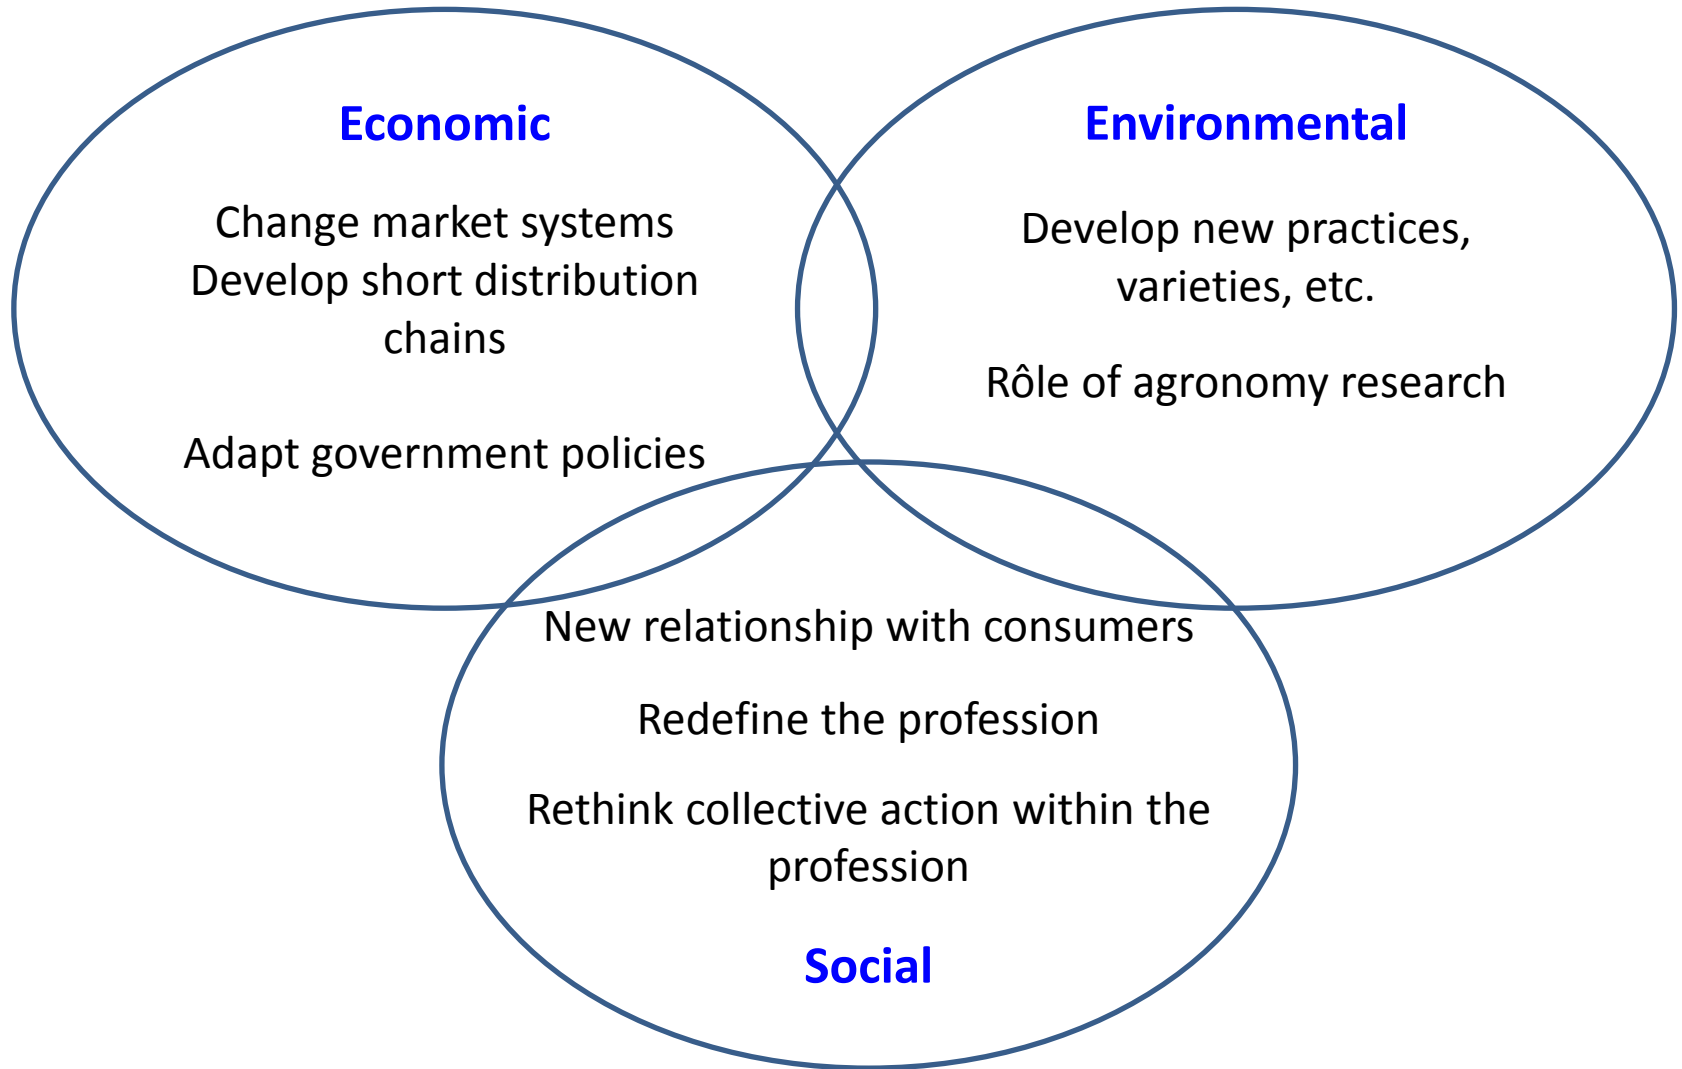 Economic
Change market systems
Develop short distribution
chains
Adapt government policies
Environmental
Develop new practices,
varieties, etc.
Rôle of agronomy research
New relationship with consumers
Redefine the profession
Rethink collective action within the
profession
Social